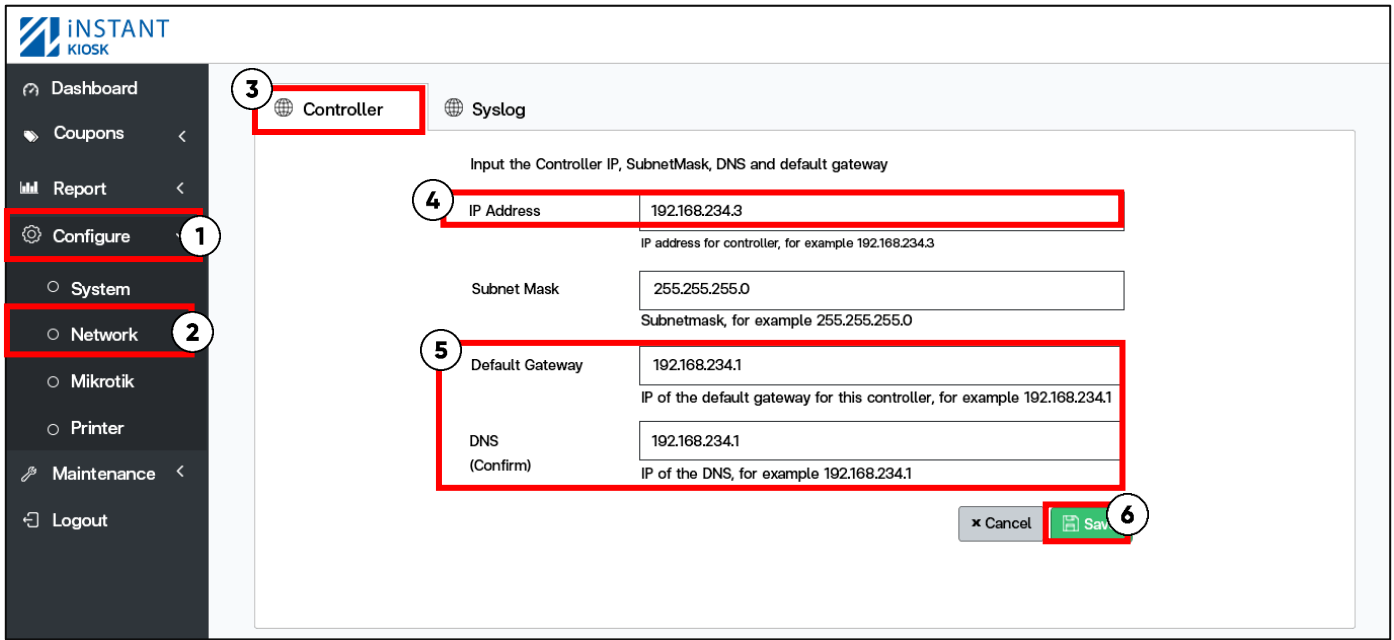 iNSTANT
KIOSK
Dashboard
Coupons
Report
Configure
1
System
Network
2
Mikrotik
Printer
Maintenance
Logout
3
Controller
Syslog
Input the Controller IP, SubnetMask, DNS and default gateway
4
IP Address 192.168.234.3
IP address for controller, for example 192.168.234.3
Subnet Mask 255.255.255.0
Subnetmask, for example 255.255.255.0
5
Default Gateway 192.168.234.1
IP of the default gateway for this controller, for example 192.168.234.1
DNS 192.168.234.1
(Confirm)
IP of the DNS, for example 192.168.234.1
× Cancel
Sav
6